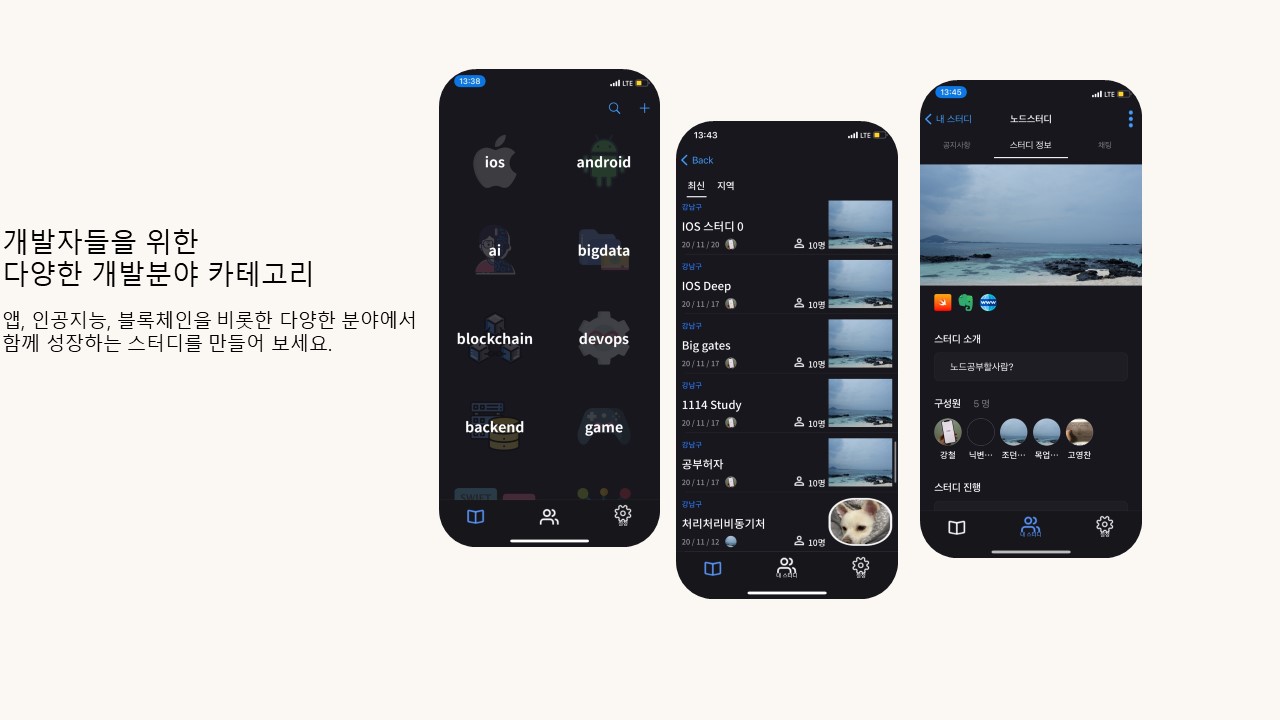 개발자들을 위한
다양한 개발분야 카테고리
앱, 인공지능, 블록체인을 비롯한 다양한 분야에서
함께 성장하는 스터디를 만들어 보세요.
13:38
LTE
ios
android
ai
bigdata
blockchain
devops
backend
game
SWIFT
13:43
LTE
Back
최신 지역
강남구
IOS 스터디 0
20 / 11 / 20
10명
강남구
IOS Deep
20 / 11 / 17
10명
강남구
Big gates
20 / 11 / 17
10명
강남구
1114 Study
20 / 11 / 17
10명
강남구
공부허자
20 / 11 / 17
10명
강남구
처리처리비동기처
20 / 11 / 12
10명
내 스터디
13:45
LTE
내 스터디
노드스터디
공지사항
스터디 정보
채팅
스터디 소개
노드공부할사람?
구성원 5 명
강철
닉변···
조던···
목업···
고영찬
스터디 진행
내 스터디